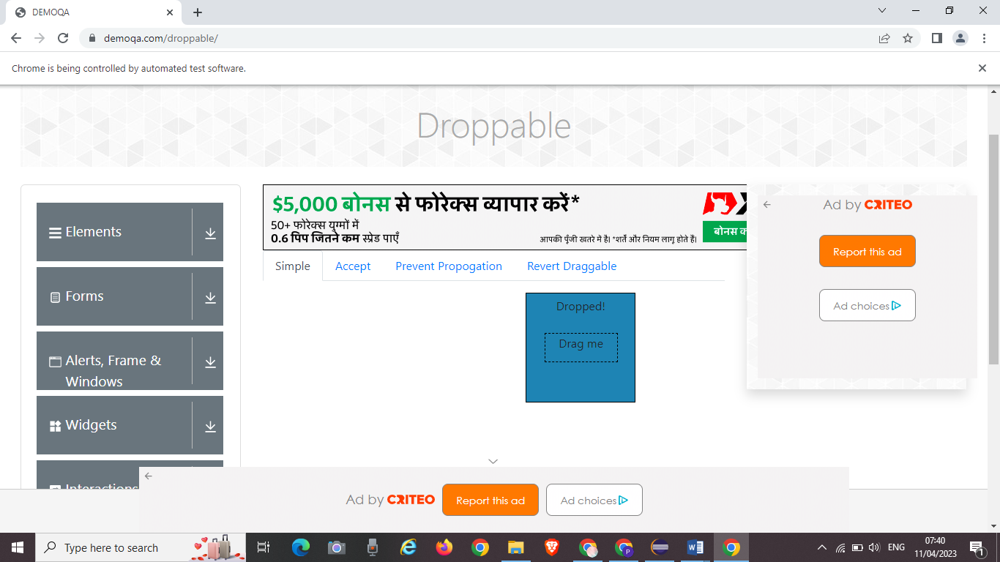 DEMOQA
demoqa.com/droppable/
Chrome is being controlled by automated test software.
Droppable
$5,000 बोनस से फोरेक्स व्यापार करें*
50+ फोरेक्स युग्मों में
0.6 पिप जितने कम स्प्रेड पाएँ
आपकी पूँजी खतरे में है। *शर्तें और नियम लागू होते हैं।
बोनस
Ad by CRITEO
Report this ad
Ad choices
Elements
Forms
Alerts, Frame &
Windows
Widgets
Interactions
Simple Accept Prevent Propogation Revert Draggable
Dropped!
Drag me
Ad by CRITEO Report this ad Ad choices
Type here to search
ENG
07:40
11/04/2023
1